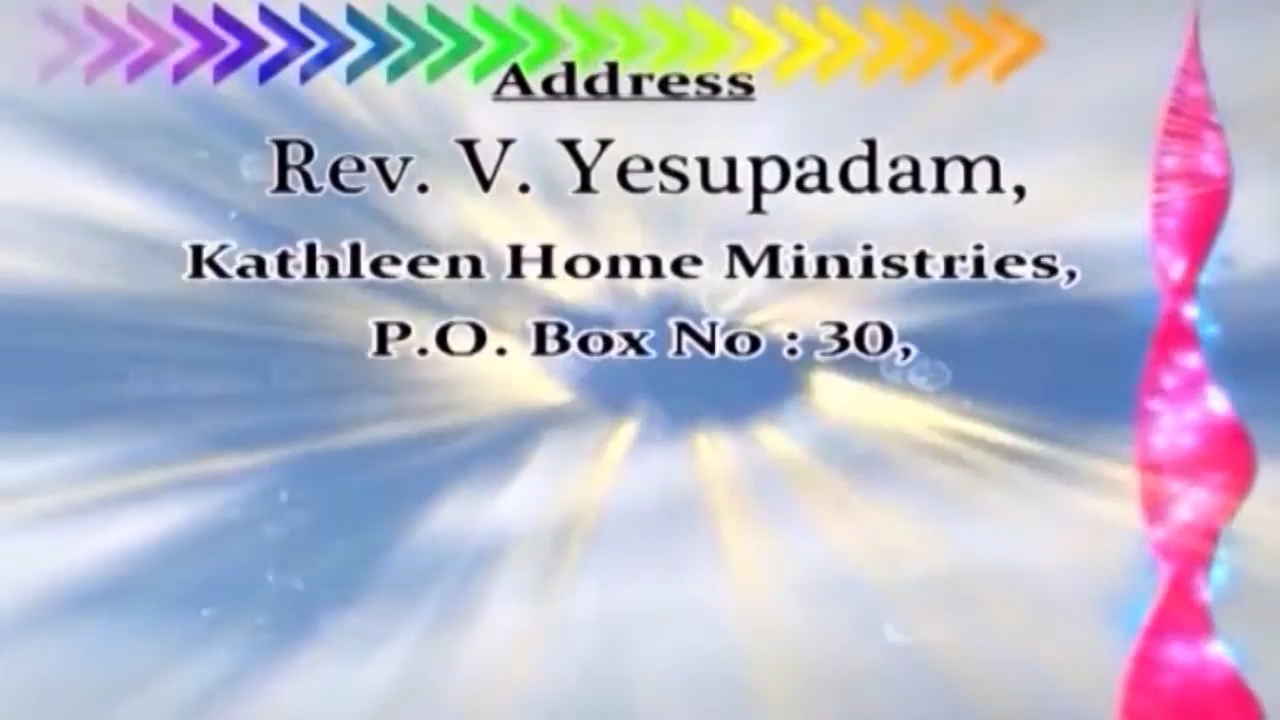 Address
Rev. V. Yesupadam,
Kathleen Home Ministries,
P.O. Box No : 30,